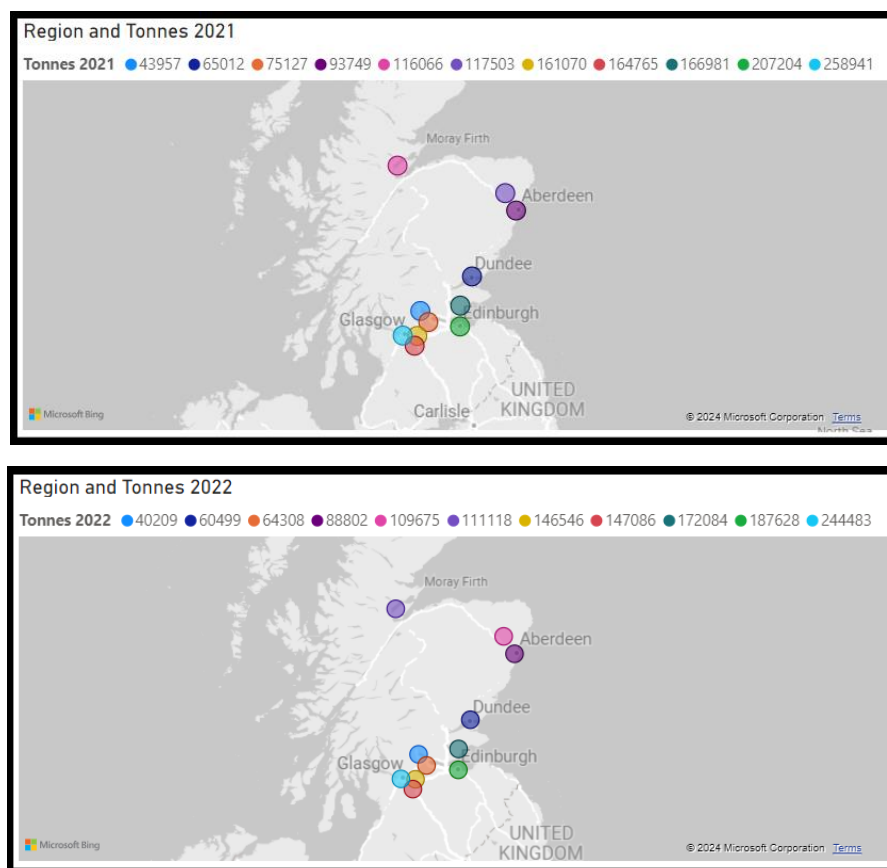 Region and Tonnes 2021
Tonnes 2021 43957 65012 75127 93749 116066 117503 161070 164765 166981 207204 258941
Moray Firth
Aberdeen
Dundee
Edinburgh
Glasgow
UNITED
KINGDOM
Carlisle
Microsoft Bing
© 2024 Microsoft Corporation Terms
North Sea
Region and Tonnes 2022
Tonnes 2022 40209 60499 64308 88802 109675 111118 146546 147086 172084 187628 244483
Moray Firth
Aberdeen
Dundee
Edinburgh
Glasgow
UNITED
KINGDOM
Microsoft Bing
© 2024 Microsoft Corporation Terms